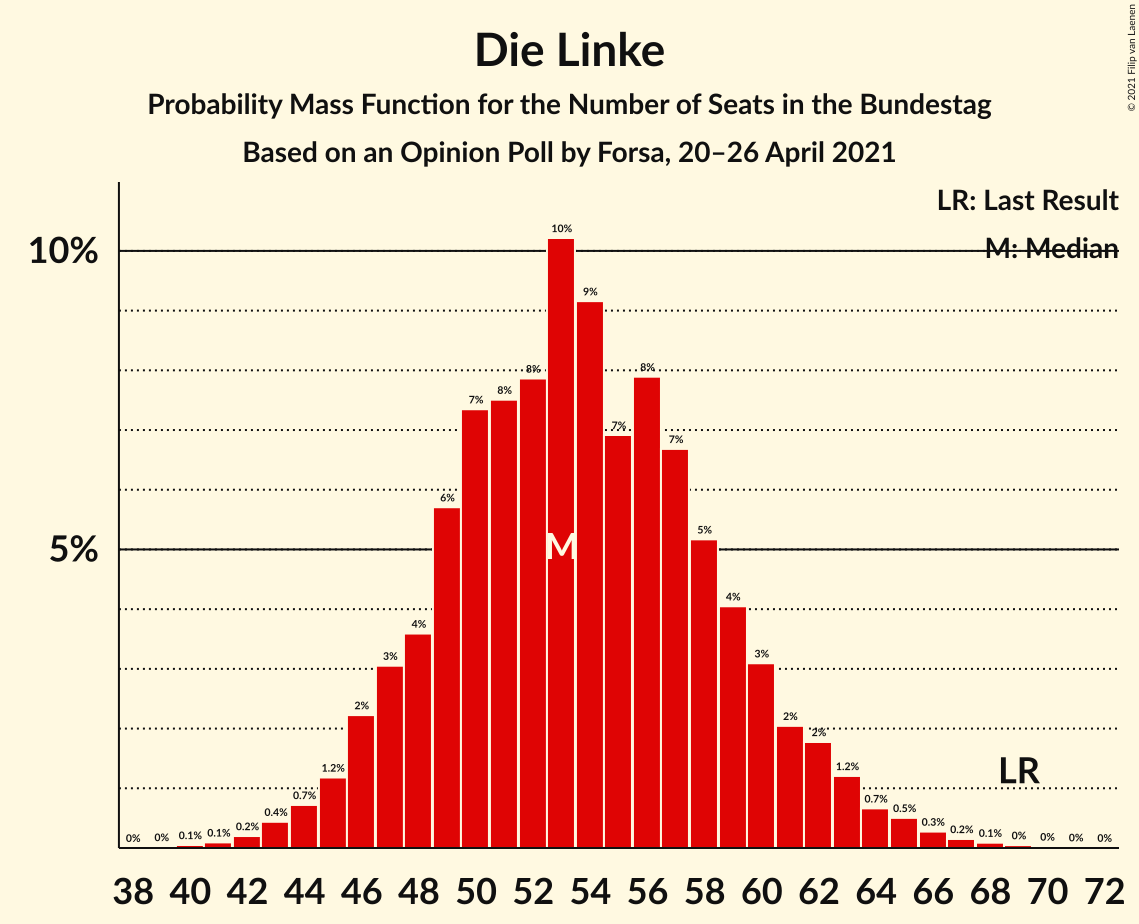 Die Linke
Probability Mass Function for the Number of Seats in the Bundestag
Based on an Opinion Poll by Forsa, 20–26 April 2021
© 2021 Filip van Laenen
LR: Last Result
M: Median
10%
5%
0% 0% 0.1% 0.1% 0.2% 0.4% 0.7% 1.2% 2% 3% 4% 6% 7% 8% 8% 10% 9% 7% 8% 7% 5% 4% 3% 2% 2% 1.2% 0.7% 0.5% 0.3% 0.2% 0.1% 0% 0% 0% 0%
M
LR
38 40 42 44 46 48 50 52 54 56 58 60 62 64 66 68 70 72